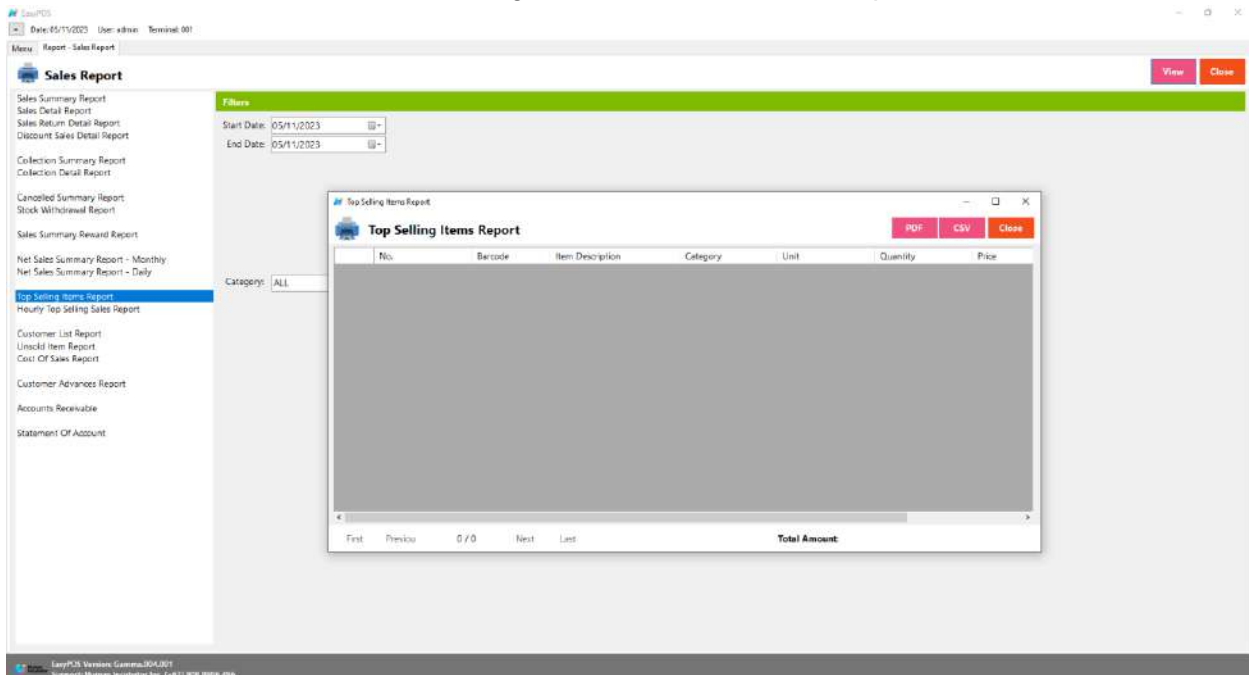 EasyPOS
Date: 05/11/2023 User: admin Terminal: 001
Menu Report - Sales Report
Sales Report
View Close
Sales Summary Report
Sales Detail Report
Sales Return Detail Report
Discount Sales Detail Report
Collection Summary Report
Collection Detail Report
Cancelled Summary Report
Stock Withdrawal Report
Sales Summary Reward Report
Net Sales Summary Report - Monthly
Net Sales Summary Report - Daily
Top Selling Items Report
Hourly Top Selling Sales Report
Customer List Report
Unsold Item Report
Cost Of Sales Report
Customer Advances Report
Accounts Receivable
Statement Of Account
Filters
Start Date: 05/11/2023
End Date: 05/11/2023
Category: ALL
Top Selling Items Report
Top Selling Items Report
PDF CSV Close
No. Barcode Item Description Category Unit Quantity Price
First Previou 0 / 0 Next Last Total Amount:
EasyPOS Version: Gamma.004.001